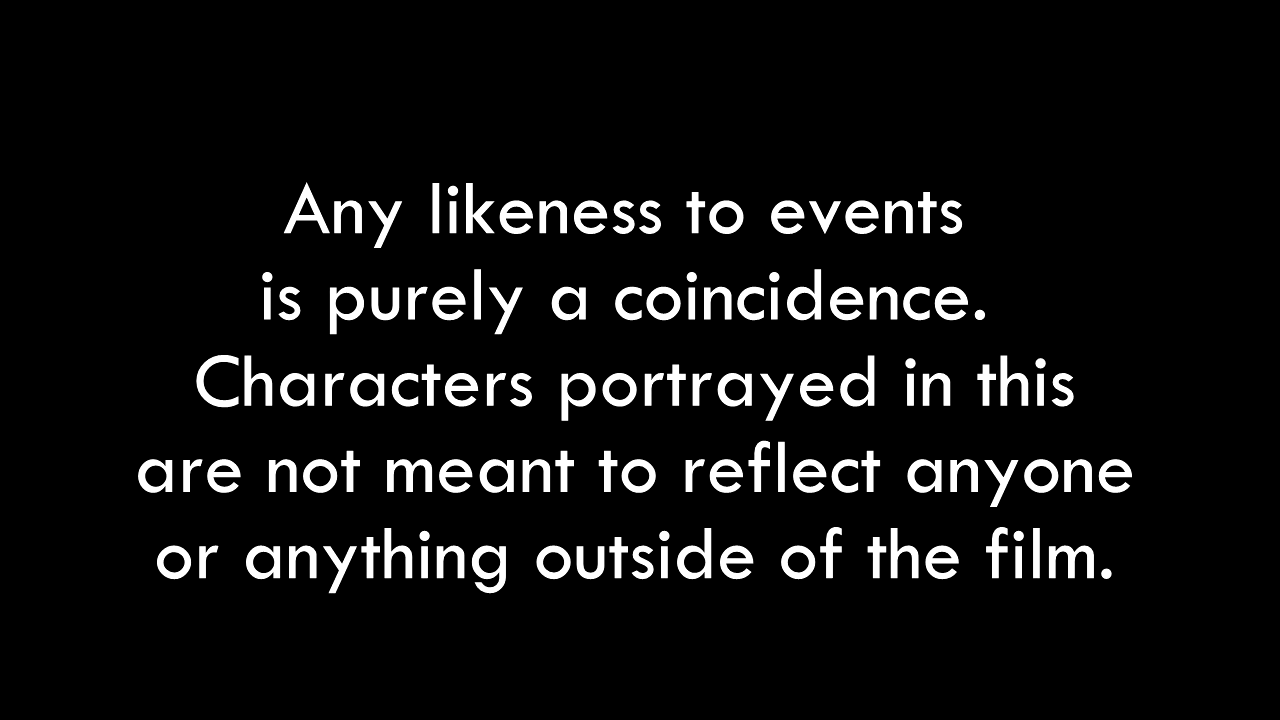 Any likeness to events
is purely a coincidence.
Characters portrayed in this
are not meant to reflect anyone
or anything outside of the film.